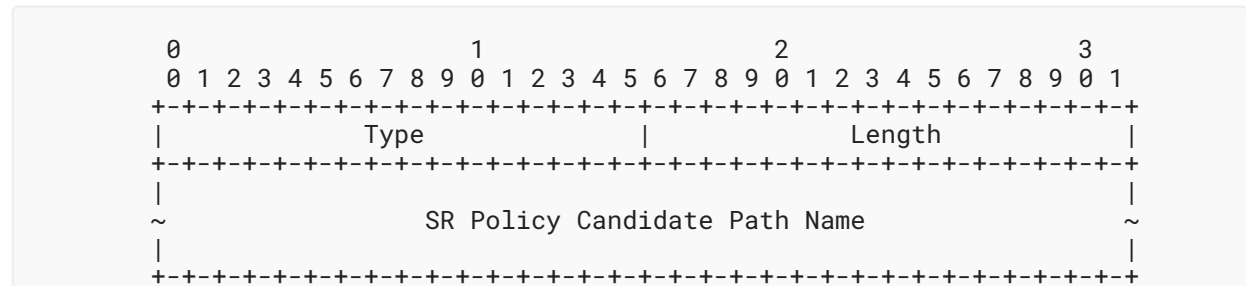 0                   1                   2                   3
 0 1 2 3 4 5 6 7 8 9 0 1 2 3 4 5 6 7 8 9 0 1 2 3 4 5 6 7 8 9 0 1
+-+-+-+-+-+-+-+-+-+-+-+-+-+-+-+-+-+-+-+-+-+-+-+-+-+-+-+-+-+-+-+-+
|             Type              |             Length            |
+-+-+-+-+-+-+-+-+-+-+-+-+-+-+-+-+-+-+-+-+-+-+-+-+-+-+-+-+-+-+-+-+
|                                                               |
~                 SR Policy Candidate Path Name                 ~
|                                                               |
+-+-+-+-+-+-+-+-+-+-+-+-+-+-+-+-+-+-+-+-+-+-+-+-+-+-+-+-+-+-+-+-+